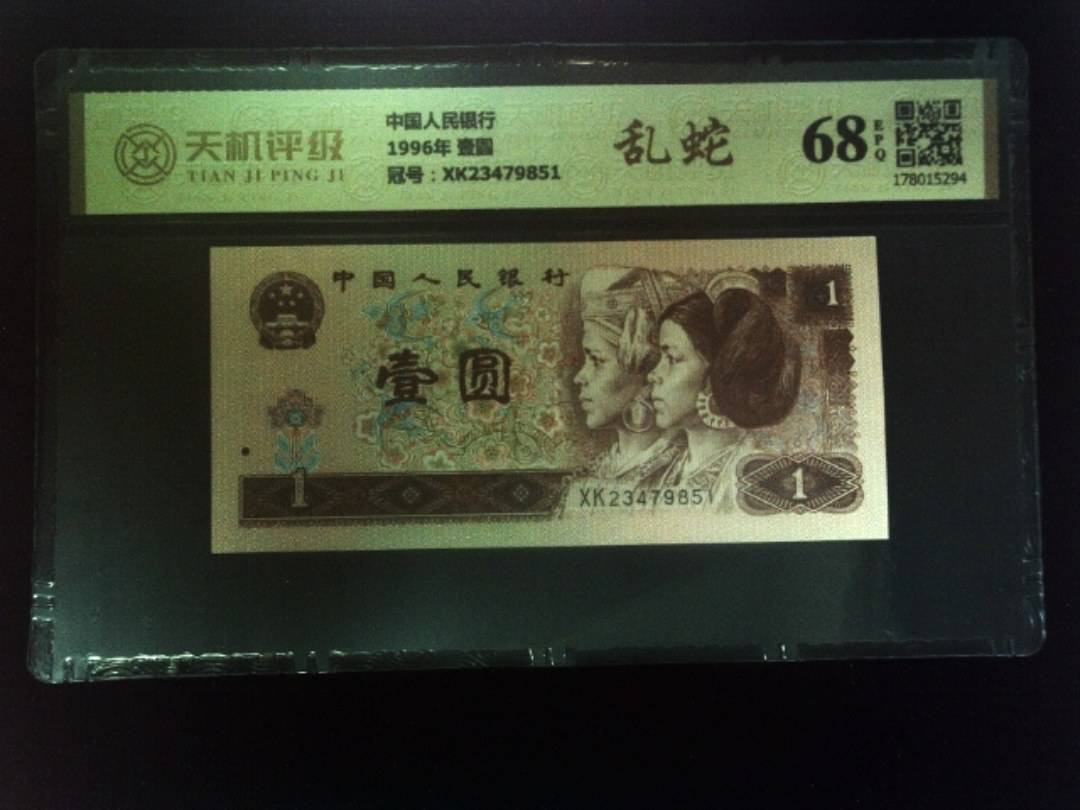 天机评级
TIAN JI PING JI
中国人民银行
1996年 壹圆
冠号：XK23479851
乱蛇
68
EPQ
178015294
中国人民银行
1
壹圆
1
XK23479851
1